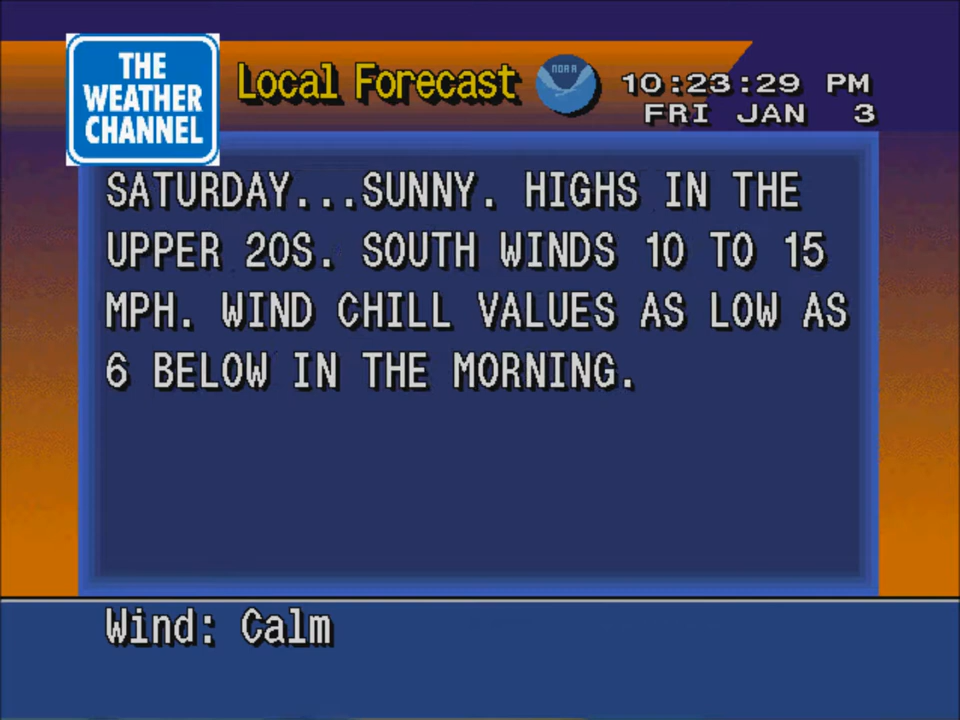 THE
WEATHER
CHANNEL
Local Forecast
NOAA
10:23:29 PM
FRI JAN 3
SATURDAY...SUNNY. HIGHS IN THE
UPPER 20S. SOUTH WINDS 10 TO 15
MPH. WIND CHILL VALUES AS LOW AS
6 BELOW IN THE MORNING.
Wind: Calm